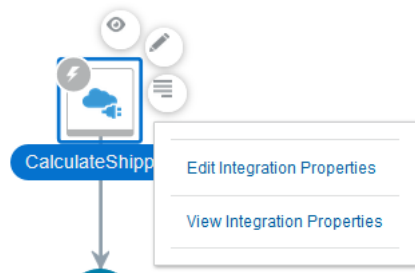 CalculateShipp
Edit Integration Properties
View Integration Properties